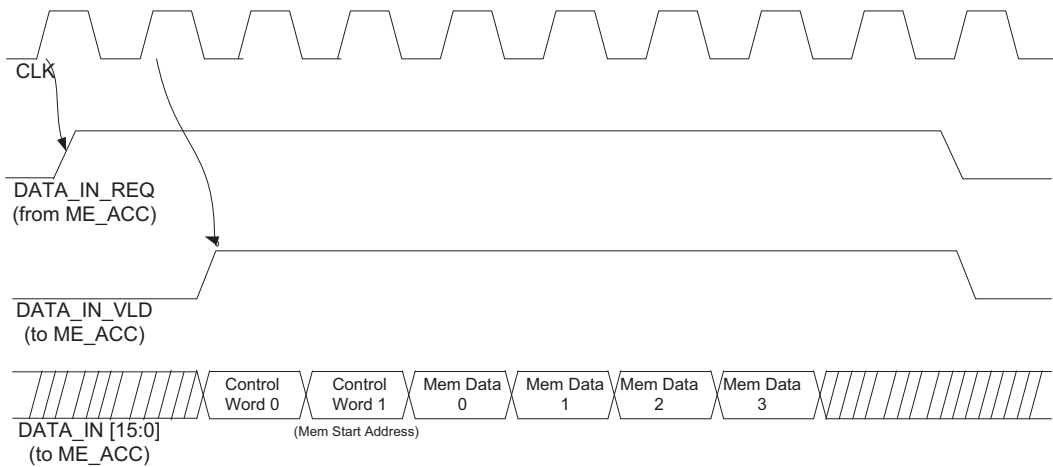 CLK
DATA_IN_REQ
(from ME_ACC)
DATA_IN_VLD
(to ME_ACC)
Control
Word 0
Control
Word 1
Mem Data
0
Mem Data
1
Mem Data
2
Mem Data
3
(Mem Start Address)
DATA_IN [15:0]
(to ME_ACC)